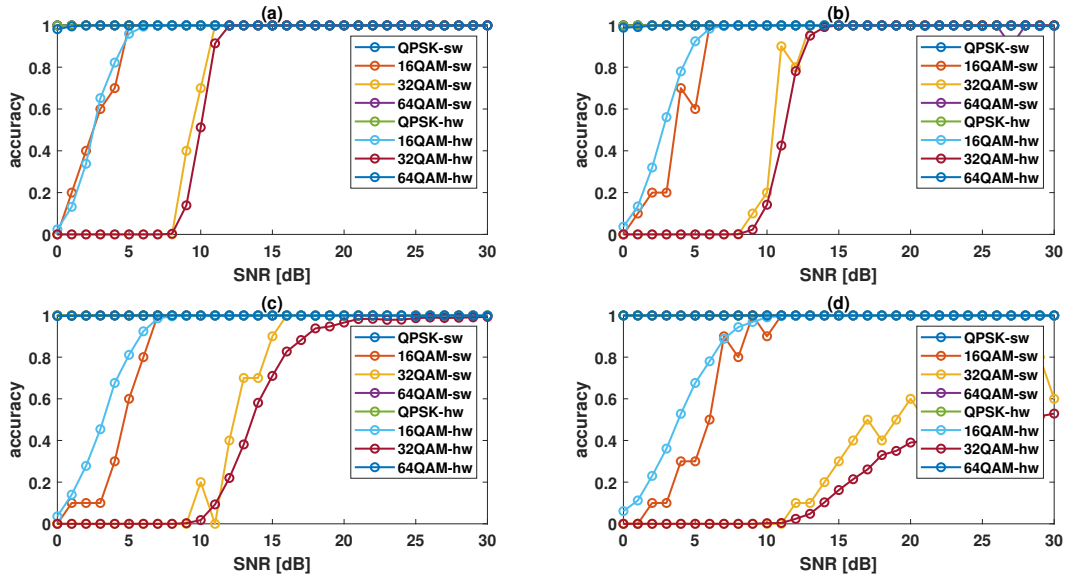 (a)
accuracy
1
0.8
0.6
0.4
0.2
0
0 5 10 15 20 25 30
SNR [dB]
QPSK-sw
16QAM-sw
32QAM-sw
64QAM-sw
QPSK-hw
16QAM-hw
32QAM-hw
64QAM-hw
(b)
accuracy
1
0.8
0.6
0.4
0.2
0
0 5 10 15 20 25 30
SNR [dB]
QPSK-sw
16QAM-sw
32QAM-sw
64QAM-sw
QPSK-hw
16QAM-hw
32QAM-hw
64QAM-hw
(c)
accuracy
1
0.8
0.6
0.4
0.2
0
0 5 10 15 20 25 30
SNR [dB]
QPSK-sw
16QAM-sw
32QAM-sw
64QAM-sw
QPSK-hw
16QAM-hw
32QAM-hw
64QAM-hw
(d)
accuracy
1
0.8
0.6
0.4
0.2
0
0 5 10 15 20 25 30
SNR [dB]
QPSK-sw
16QAM-sw
32QAM-sw
64QAM-sw
QPSK-hw
16QAM-hw
32QAM-hw
64QAM-hw